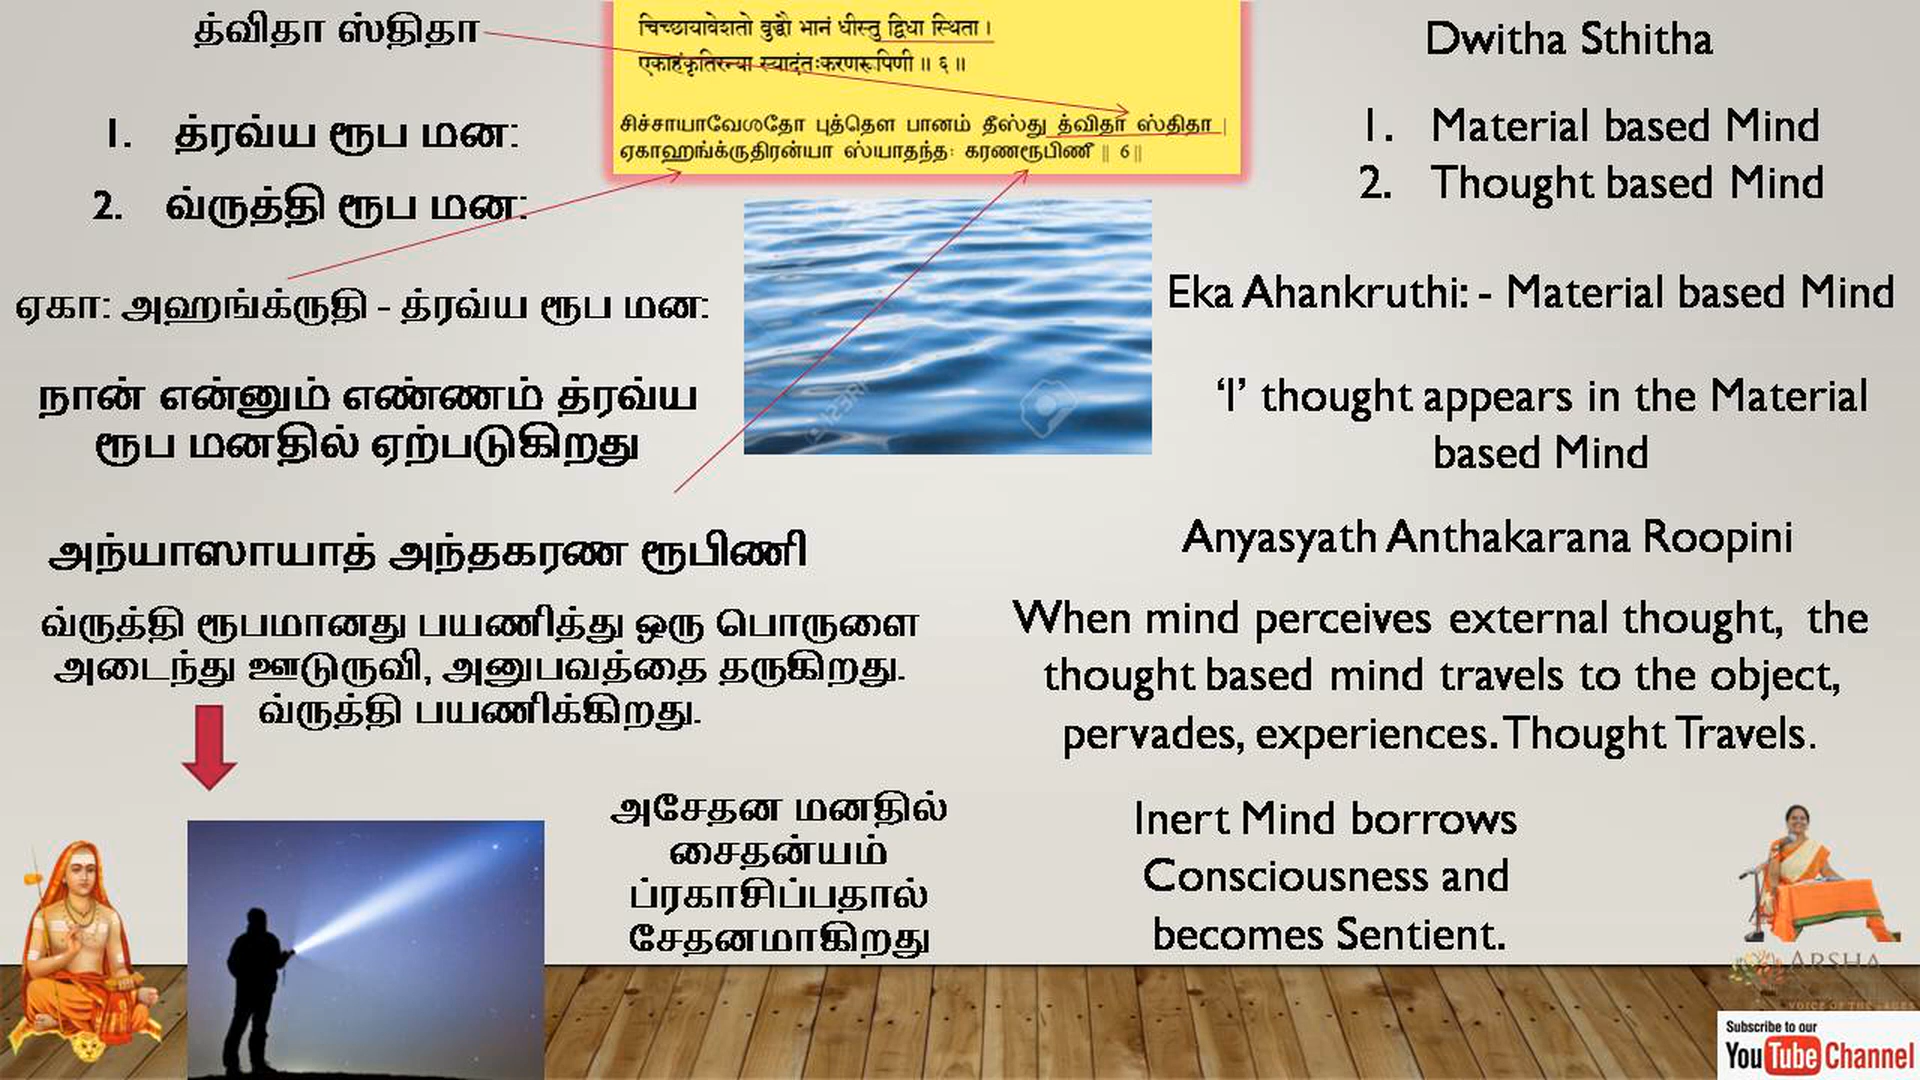 த்விதா ஸ்திதா
1. த்ரவ்ய ரூப மன:
2. வ்ருத்தி ரூப மன:
ஏகா: அஹங்க்ருதி - த்ரவ்ய ரூப மன:
நான் என்னும் எண்ணம் த்ரவ்ய
ரூப மனதில் ஏற்படுகிறது
चिच्छायावेशतो बुद्धौ भानं धीस्तु द्विधा स्थिता ।
एकाहंकृतिरन्या स्यादंतःकरणरूपिणी ॥ ६ ॥
சிச்சாயாவேஶதோ புத்தௌ பானம் தீஸ்து த்விதா ஸ்திதா |
ஏகாஹங்க்ருதிரன்யா ஸ்யாதந்த: கரணரூபிணீ || 6 ||
Dwitha Sthitha
1. Material based Mind
2. Thought based Mind
Eka Ahankruthi: - Material based Mind
‘I’ thought appears in the Material
based Mind
அந்யாஸாயாத் அந்தகரண ரூபிணி
வ்ருத்தி ரூபமானது பயணித்து ஒரு பொருளை
அடைந்து ஊடுருவி, அனுபவத்தை தருகிறது.
வ்ருத்தி பயணிக்கிறது.
Anyasyath Anthakarana Roopini
When mind perceives external thought, the
thought based mind travels to the object,
pervades, experiences. Thought Travels.
அசேதன மனதில்
சைதன்யம்
ப்ரகாசிப்பதால்
சேதனமாகிறது
Inert Mind borrows
Consciousness and
becomes Sentient.
ARSHA
VOICE OF THE
Subscribe to our
YouTube Channel